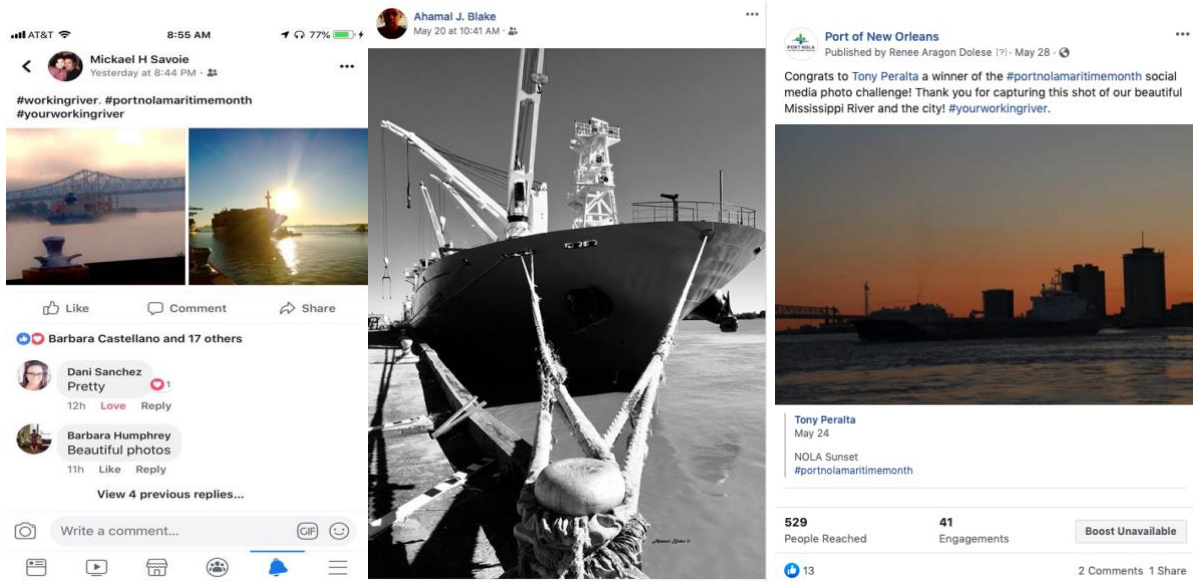 AT&T
8:55 AM
77%
Mickael H Savoie
Yesterday at 8:44 PM ·
#workingriver. #portnolamaritimemonth
#yourworkingriver
Like
Comment
Share
Barbara Castellano and 17 others
Dani Sanchez
Pretty
1
12h Love Reply
Barbara Humphrey
Beautiful photos
11h Like Reply
View 4 previous replies...
Write a comment...
GIF
Ahamal J. Blake
May 20 at 10:41 AM ·
PORT NOLA
Port of New Orleans
Published by Renee Aragon Dolese [?] · May 28 ·
Congrats to Tony Peralta a winner of the #portnolamaritimemonth social
media photo challenge! Thank you for capturing this shot of our beautiful
Mississippi River and the city! #yourworkingriver.
Tony Peralta
May 24
NOLA Sunset
#portnolamaritimemonth
529
People Reached
41
Engagements
Boost Unavailable
13
2 Comments 1 Share